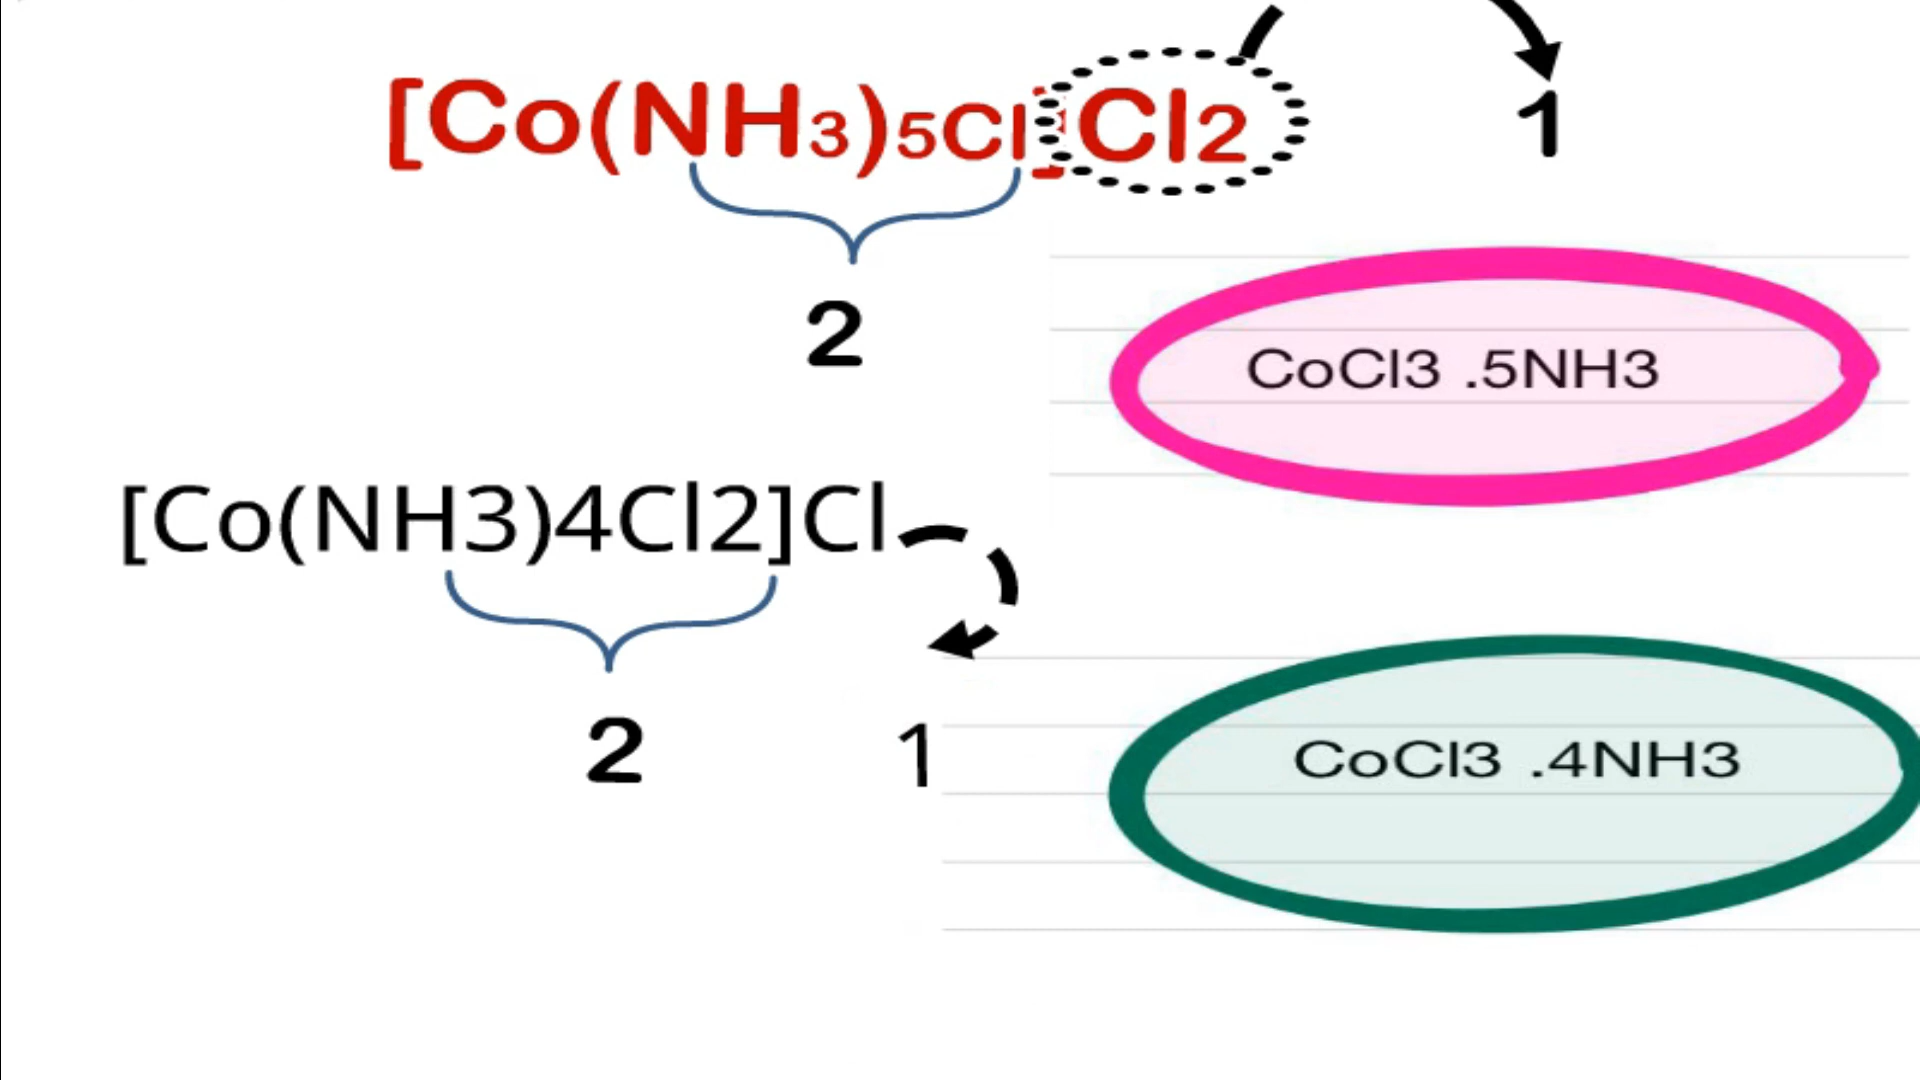 [Co(NH3)5Cl]Cl2
1
2
CoCl3 .5NH3
[Co(NH3)4Cl2]Cl
2
1
CoCl3 .4NH3